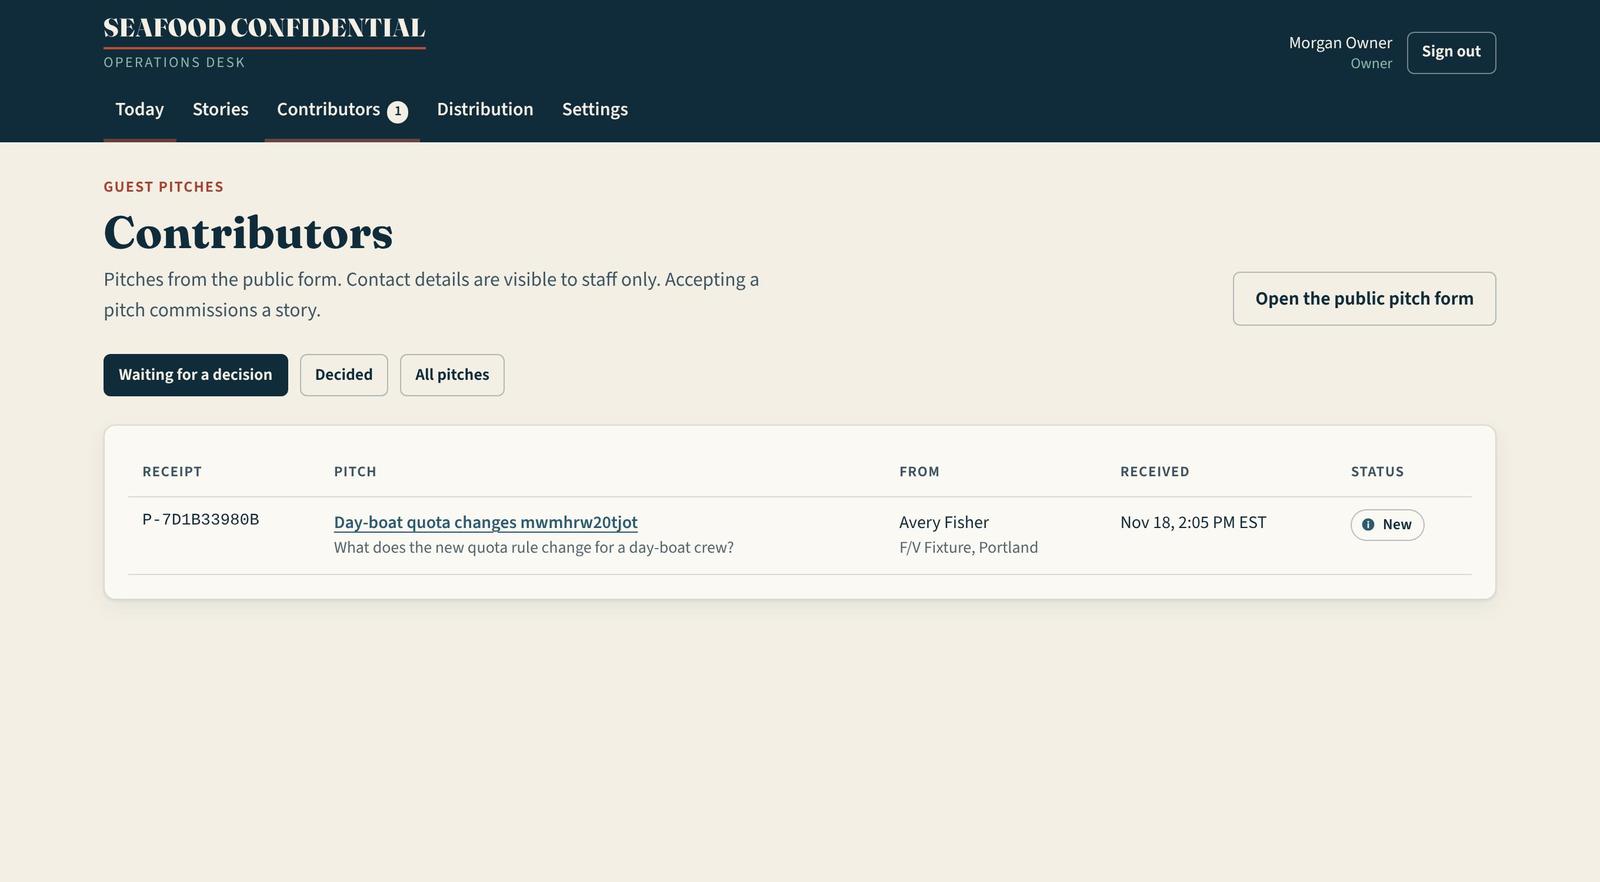 SEAFOOD CONFIDENTIAL
OPERATIONS DESK
Morgan Owner
Owner
Sign out
Today
Stories
Contributors 1
Distribution
Settings
GUEST PITCHES
Contributors
Pitches from the public form. Contact details are visible to staff only. Accepting a
pitch commissions a story.
Open the public pitch form
Waiting for a decision
Decided
All pitches
RECEIPT PITCH FROM RECEIVED STATUS
P-7D1B33980B Day-boat quota changes mwmhrw20tjot Avery Fisher Nov 18, 2:05 PM EST New
What does the new quota rule change for a day-boat crew? F/V Fixture, Portland